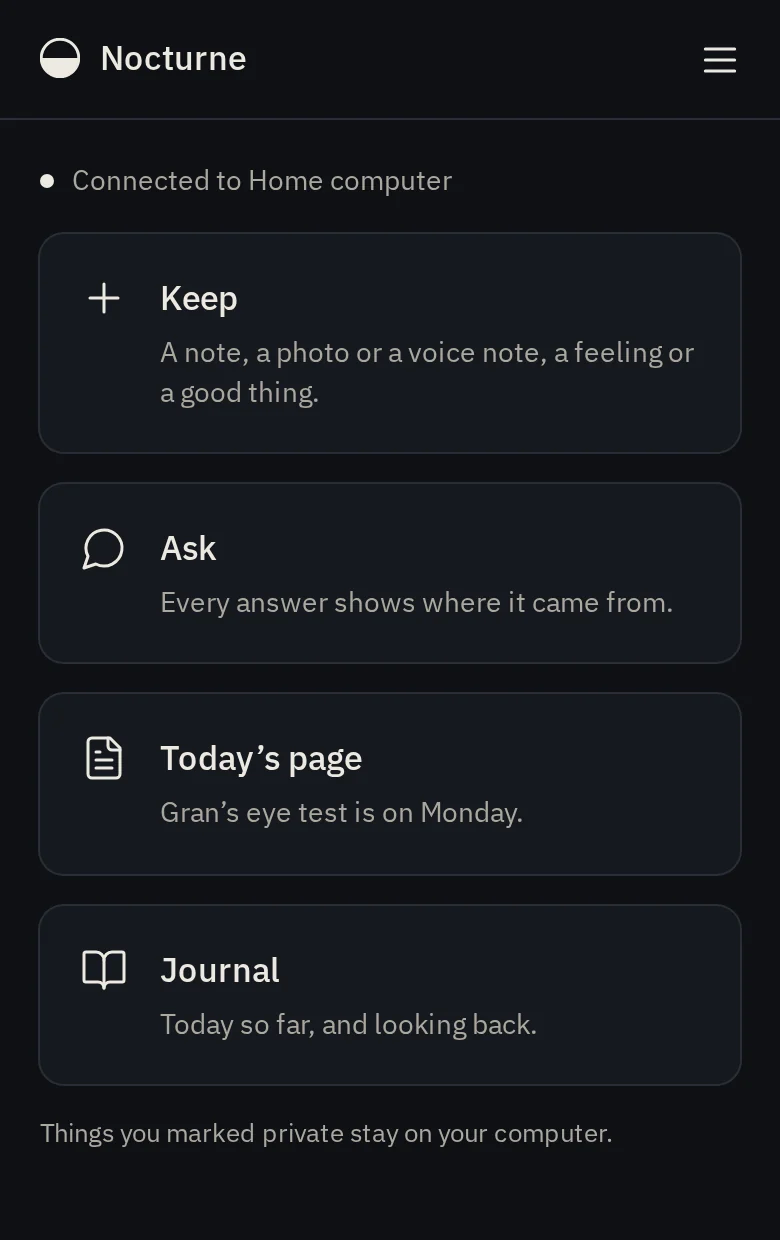 Nocturne
Connected to Home computer
Keep
A note, a photo or a voice note, a feeling or
a good thing.
Ask
Every answer shows where it came from.
Today’s page
Gran’s eye test is on Monday.
Journal
Today so far, and looking back.
Things you marked private stay on your computer.